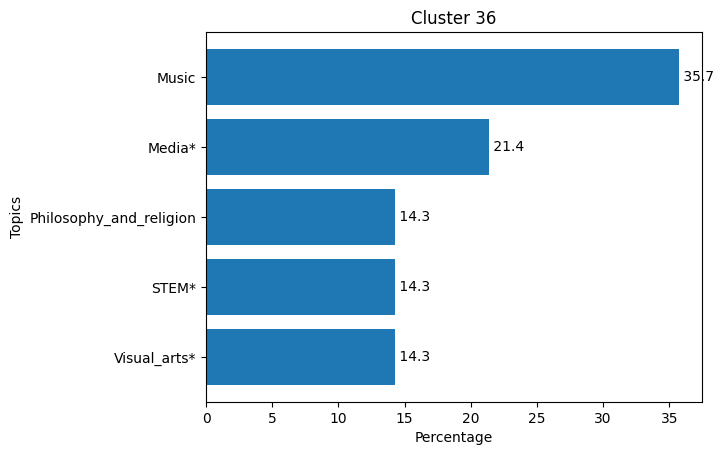 Cluster 36
Topics
Music 35.7
Media* 21.4
Philosophy_and_religion 14.3
STEM* 14.3
Visual_arts* 14.3
0 5 10 15 20 25 30 35
Percentage